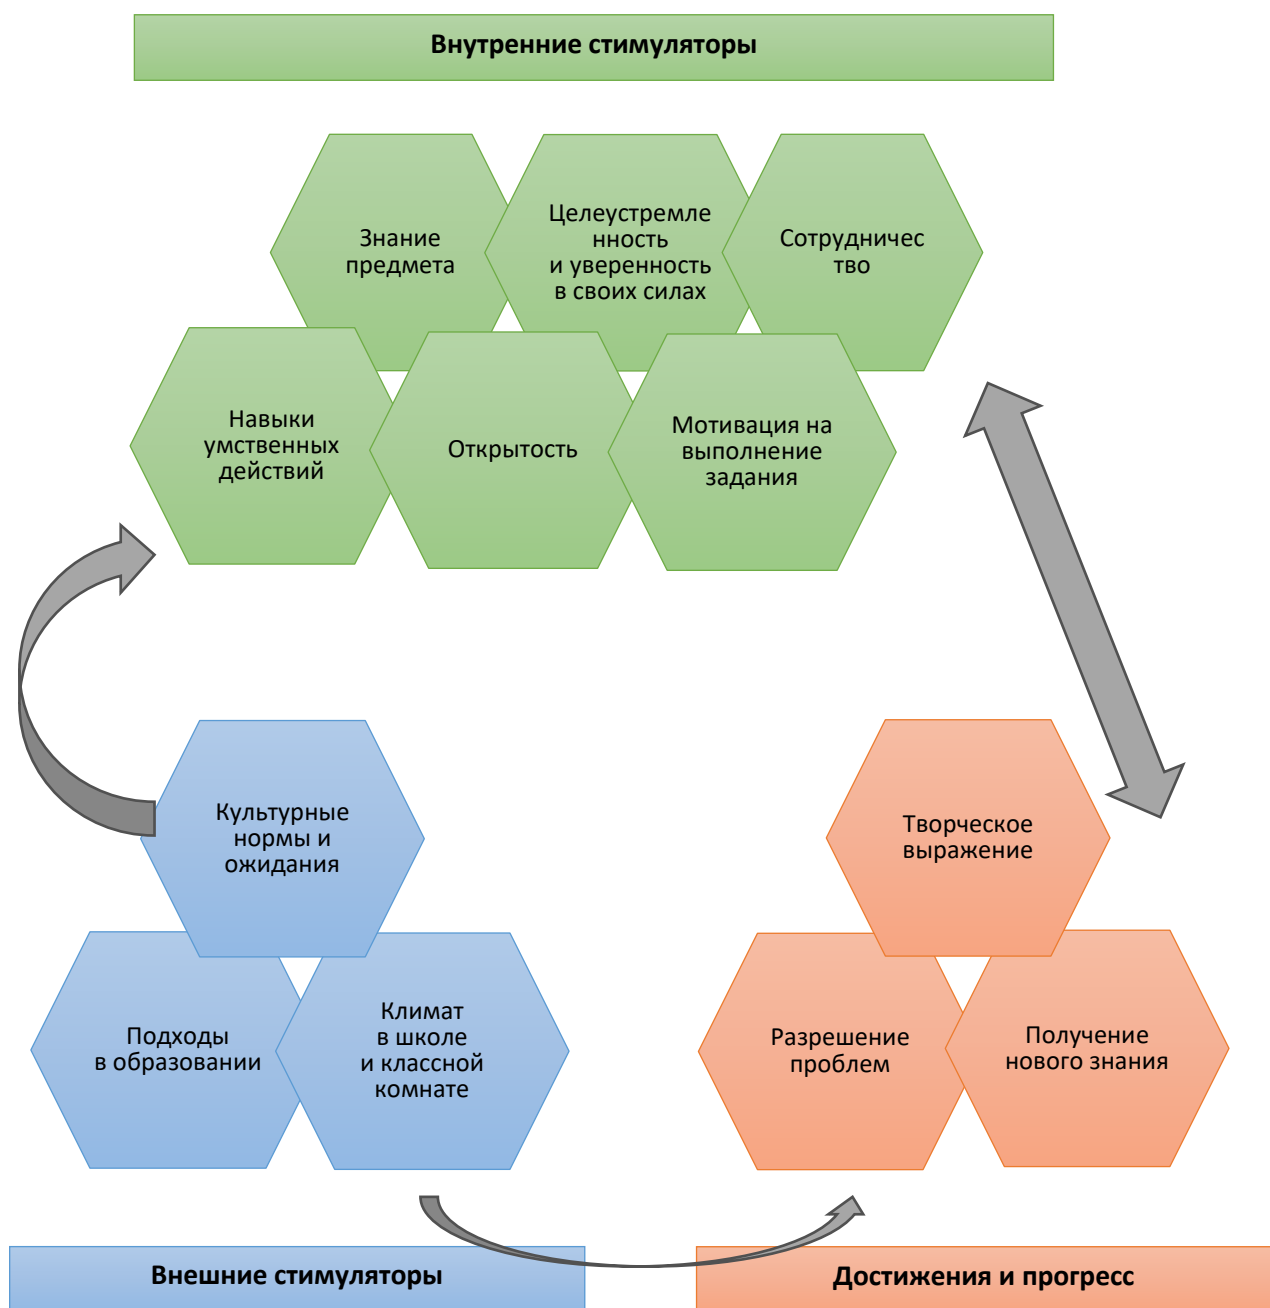 Внутренние стимуляторы
Знание
предмета
Целеустремле
нность
и уверенность
в своих силах
Сотрудничес
тво
Навыки
умственных
действий
Открытость
Мотивация на
выполнение
задания
Культурные
нормы и
ожидания
Творческое
выражение
Подходы
в образовании
Климат
в школе
и классной
комнате
Разрешение
проблем
Получение
нового знания
Внешние стимуляторы
Достижения и прогресс